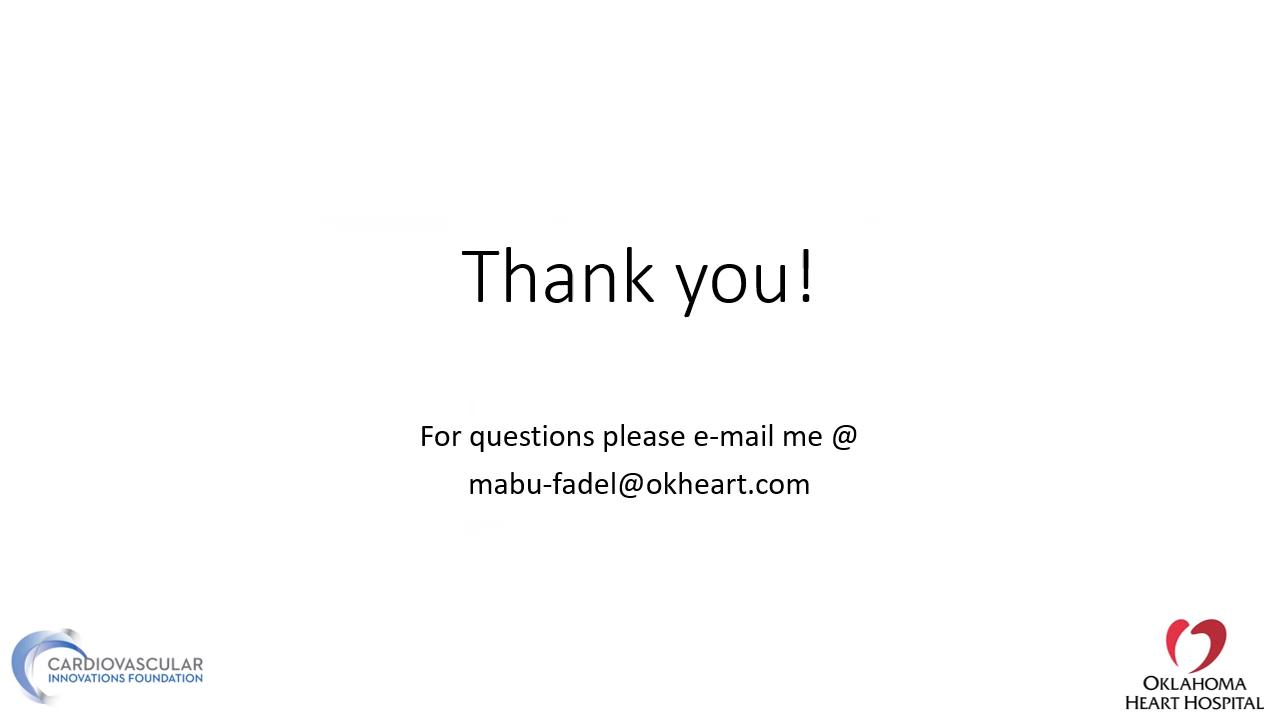 Thank you!
For questions please e-mail me @
mabu-fadel@okheart.com
CARDIOVASCULAR
INNOVATIONS FOUNDATION
OKLAHOMA
HEART HOSPITAL